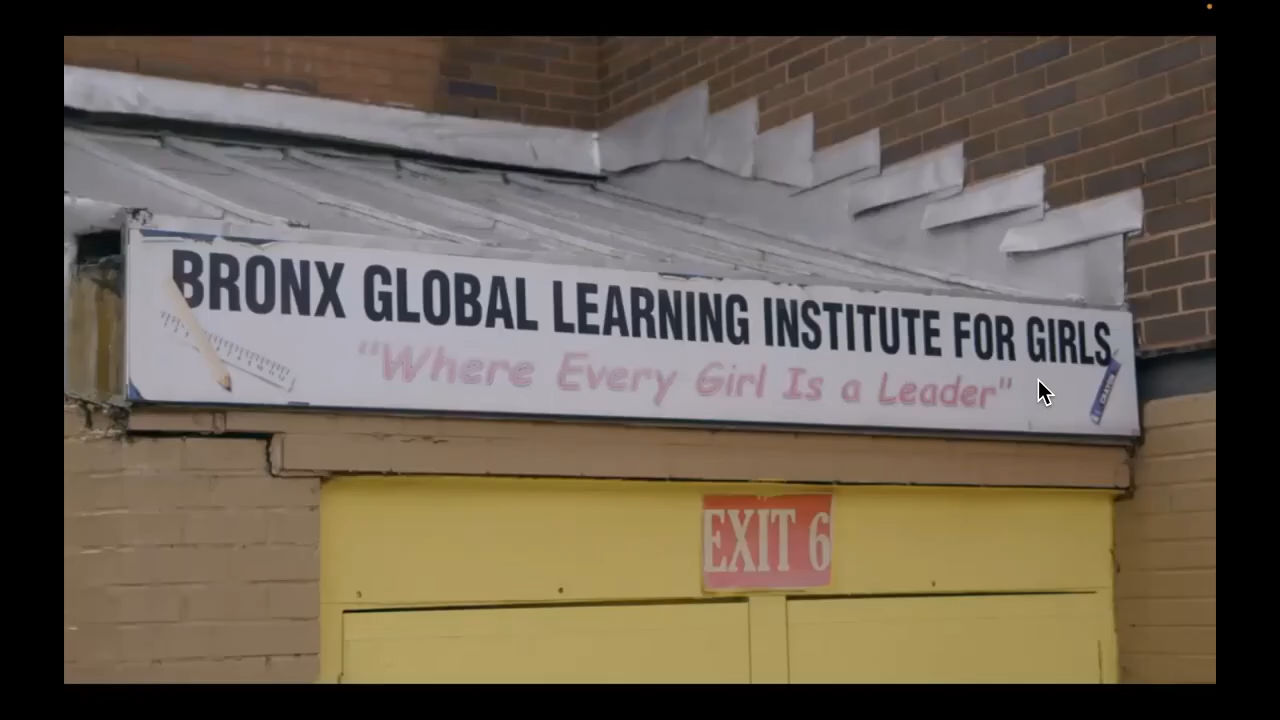 BRONX GLOBAL LEARNING INSTITUTE FOR GIRLS
"Where Every Girl Is a Leader"
EXIT 6